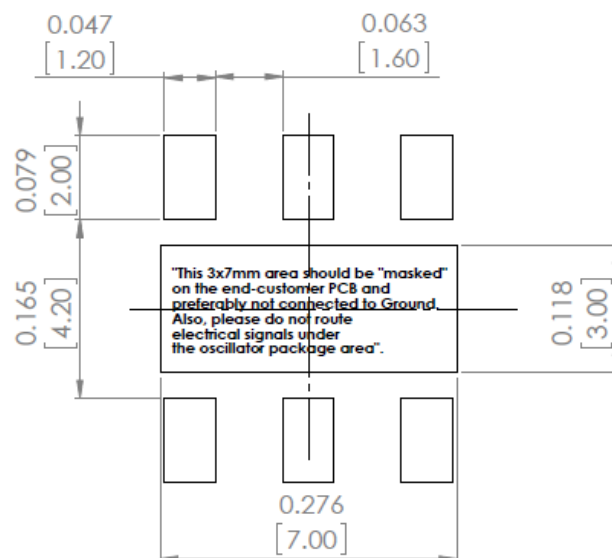 0.047
[1.20]
0.063
[1.60]
0.079
[2.00]
"This 3x7mm area should be "masked"
on the end-customer PCB and
preferably not connected to Ground.
Also, please do not route
electrical signals under
the oscillator package area".
0.165
[4.20]
0.118
[3.00]
0.276
[7.00]